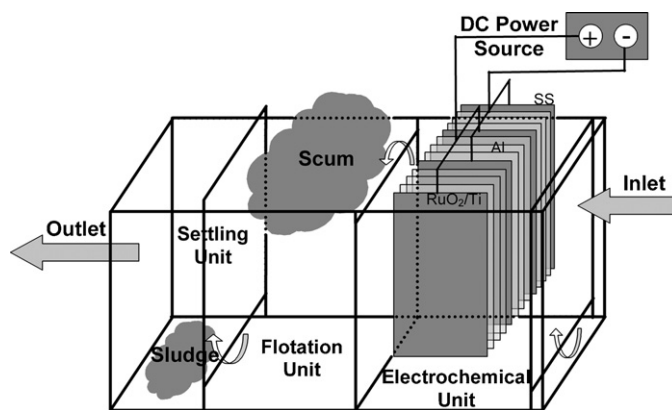 DC Power
Source
+
-
SS
Al
Scum
Inlet
RuO₂/Ti
Outlet
Settling
Unit
Sludge
Flotation
Unit
Electrochemical
Unit